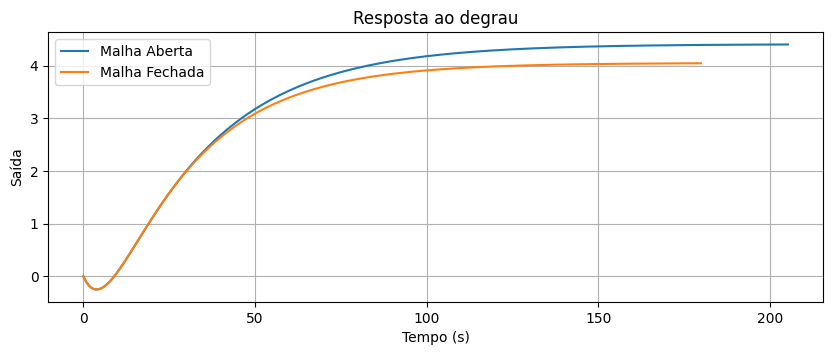 Resposta ao degrau
Malha Aberta
Malha Fechada
Saída
4
3
2
1
0
0 50 100 150 200
Tempo (s)